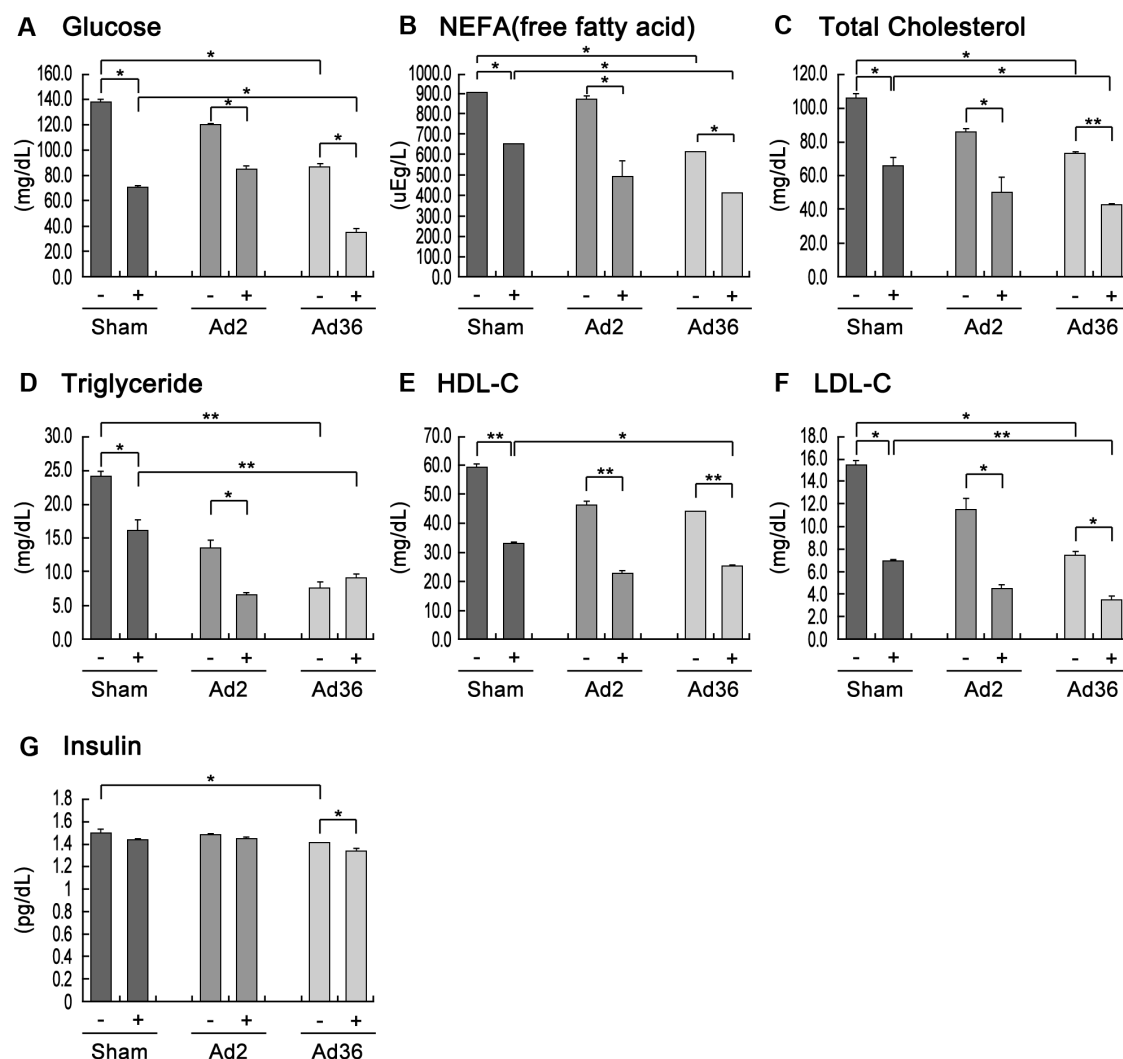 A Glucose
(mg/dL)
160.0
140.0
120.0
100.0
80.0
60.0
40.0
20.0
0.0
* * * * *
- + - + - +
Sham Ad2 Ad36
B NEFA(free fatty acid)
(uEg/L)
1000.0
900.0
800.0
700.0
600.0
500.0
400.0
300.0
200.0
100.0
0.0
* * * * *
- + - + - +
Sham Ad2 Ad36
C Total Cholesterol
(mg/dL)
120.0
100.0
80.0
60.0
40.0
20.0
0.0
* * * * **
- + - + - +
Sham Ad2 Ad36
D Triglyceride
(mg/dL)
30.0
25.0
20.0
15.0
10.0
5.0
0.0
** * ** *
- + - + - +
Sham Ad2 Ad36
E HDL-C
(mg/dL)
70.0
60.0
50.0
40.0
30.0
20.0
10.0
0.0
** * ** **
- + - + - +
Sham Ad2 Ad36
F LDL-C
(mg/dL)
18.0
16.0
14.0
12.0
10.0
8.0
6.0
4.0
2.0
0.0
* * ** * *
- + - + - +
Sham Ad2 Ad36
G Insulin
(pg/dL)
1.8
1.6
1.4
1.2
1
0.8
0.6
0.4
0.2
0
* *
- + - + - +
Sham Ad2 Ad36